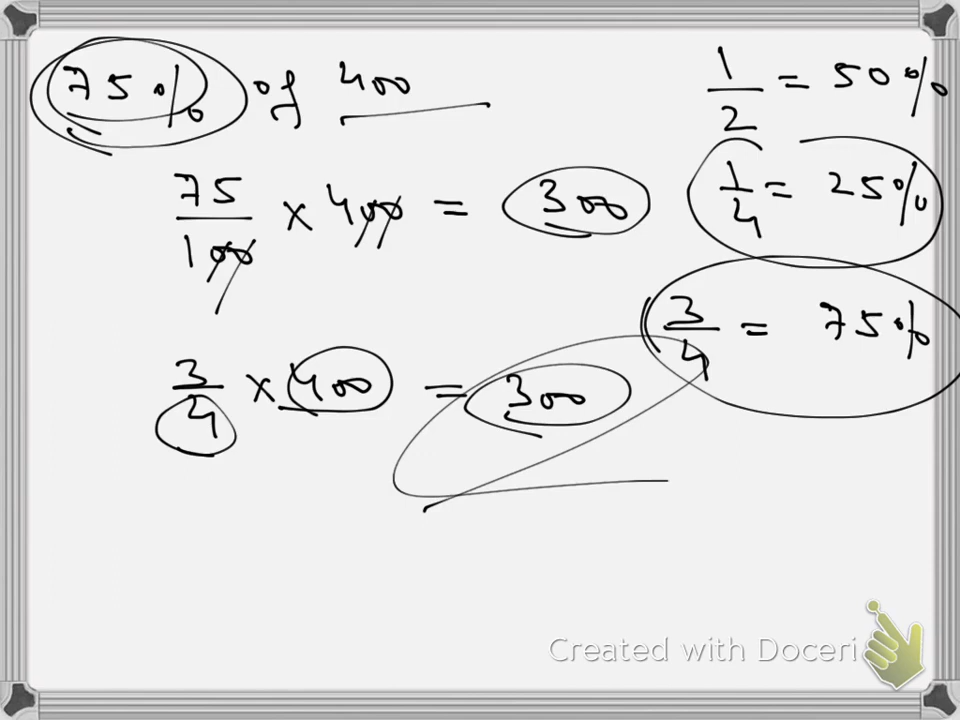 75% of 400
75/100 × 400 = 300
3/4 × 400 = 300
1/2 = 50%
1/4 = 25%
3/4 = 75%
Created with Doceri